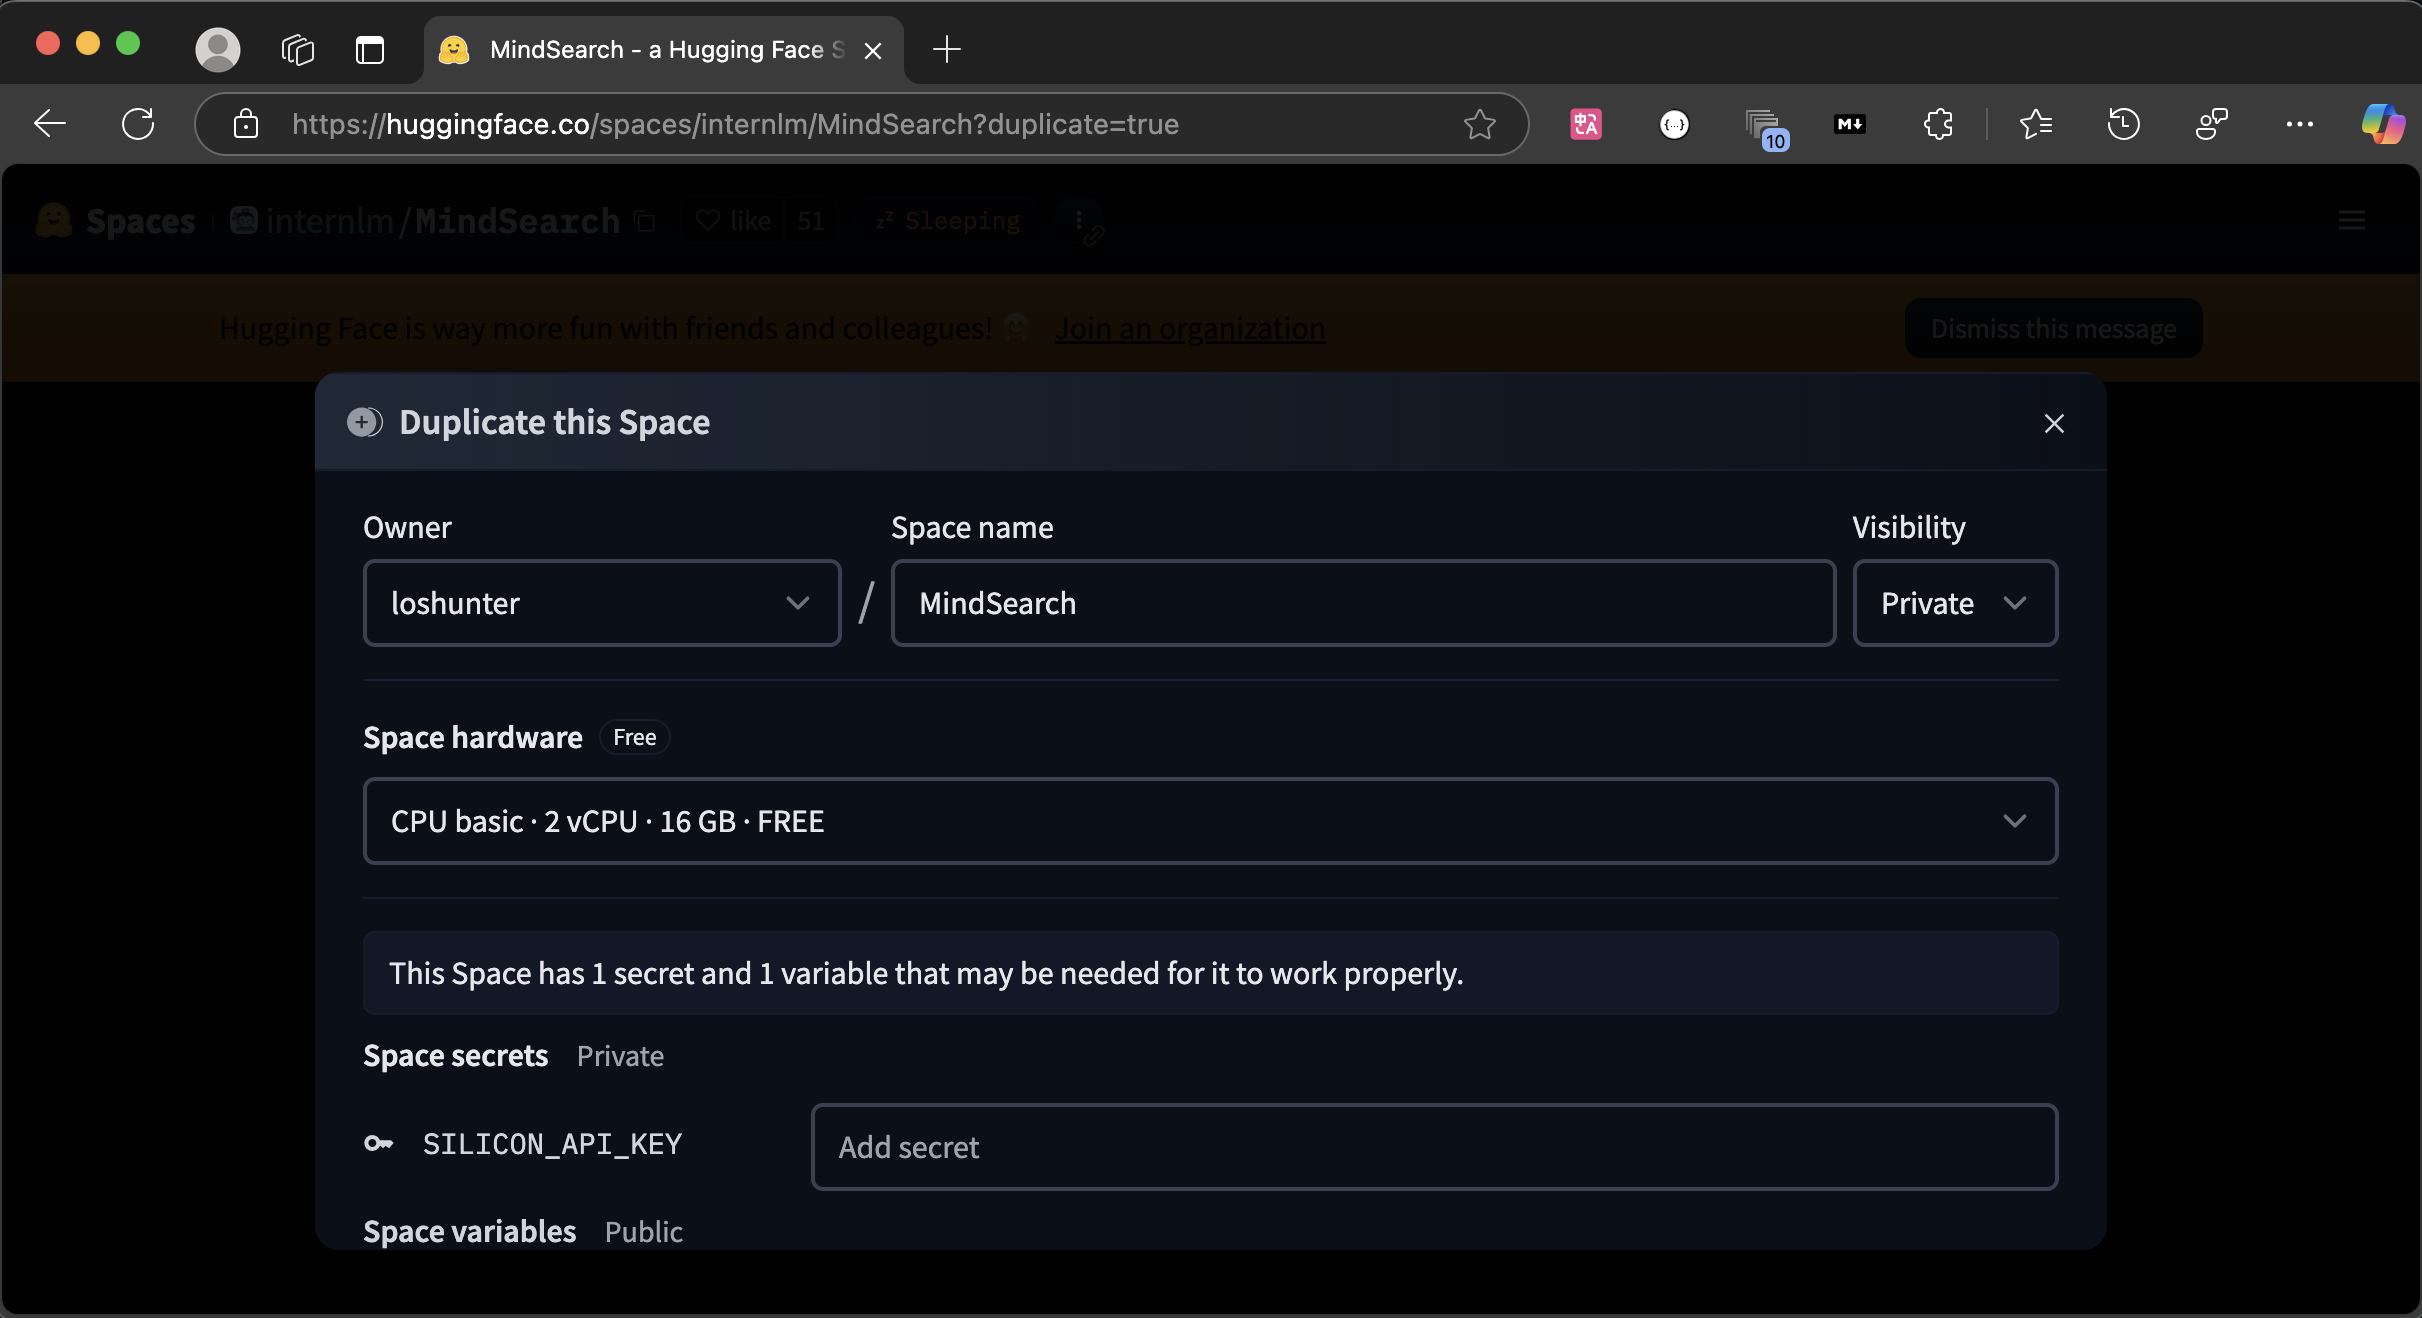 MindSearch - a Hugging Face S
https://huggingface.co/spaces/internlm/MindSearch?duplicate=true
10
Spaces internlm/MindSearch like 51 Sleeping
Hugging Face is way more fun with friends and colleagues! Join an organization Dismiss this message
Duplicate this Space
Owner Space name Visibility
loshunter / MindSearch Private
Space hardware Free
CPU basic · 2 vCPU · 16 GB · FREE
This Space has 1 secret and 1 variable that may be needed for it to work properly.
Space secrets Private
SILICON_API_KEY Add secret
Space variables Public